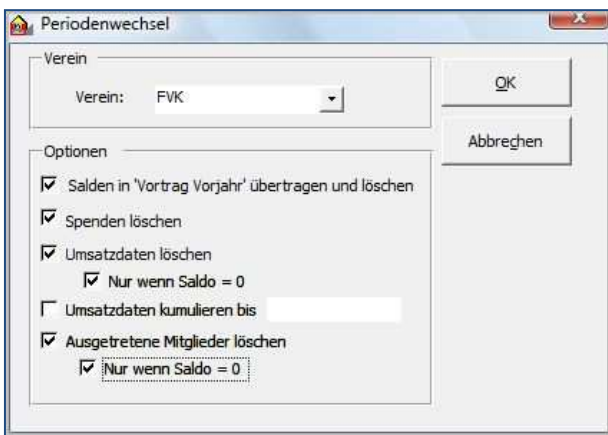 Periodenwechsel
Verein
Verein: FVK
OK
Abbrechen
Optionen
Salden in 'Vortrag Vorjahr' übertragen und löschen
Spenden löschen
Umsatzdaten löschen
Nur wenn Saldo = 0
Umsatzdaten kumulieren bis
Ausgetretene Mitglieder löschen
Nur wenn Saldo = 0